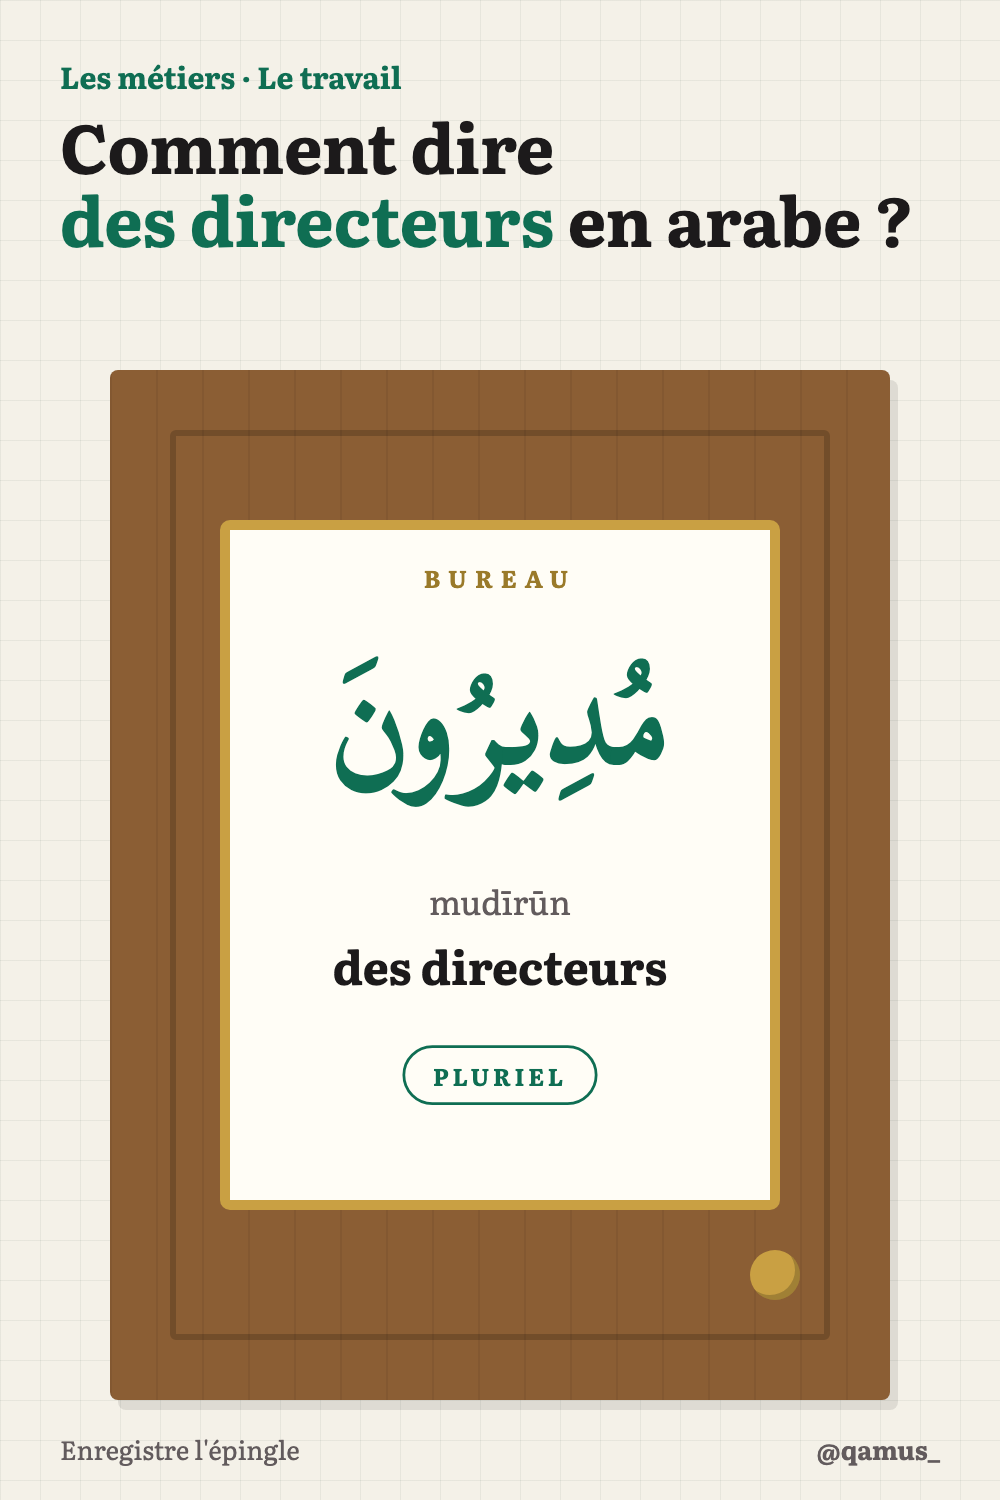 Les métiers · Le travail
Comment dire
des directeurs en arabe ?
BUREAU
مُدِيرُونَ
mudīrūn
des directeurs
PLURIEL
Enregistre l'épingle
@qamus_